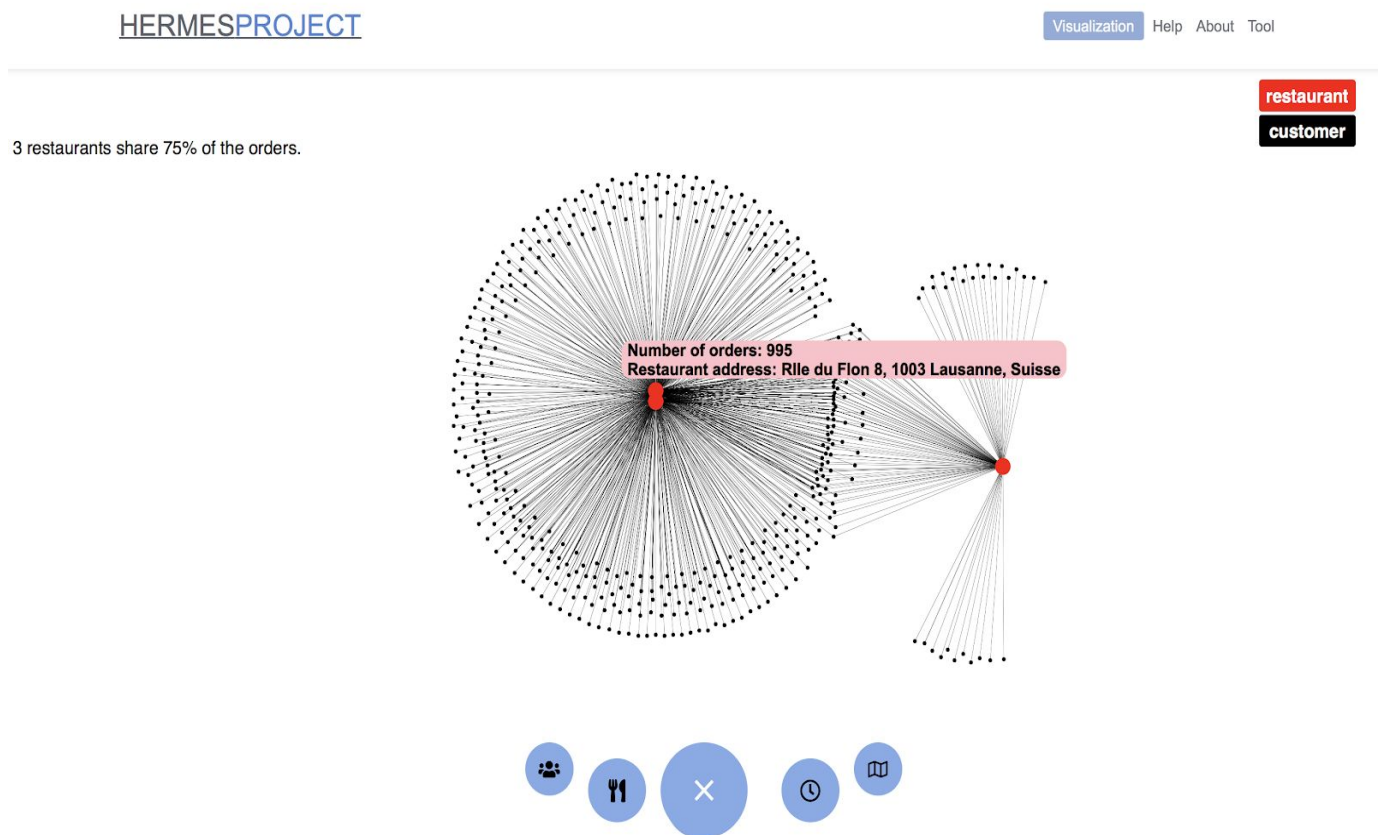 HERMESPROJECT
Visualization Help About Tool
restaurant
customer
3 restaurants share 75% of the orders.
Number of orders: 995
Restaurant address: Rlle du Flon 8, 1003 Lausanne, Suisse